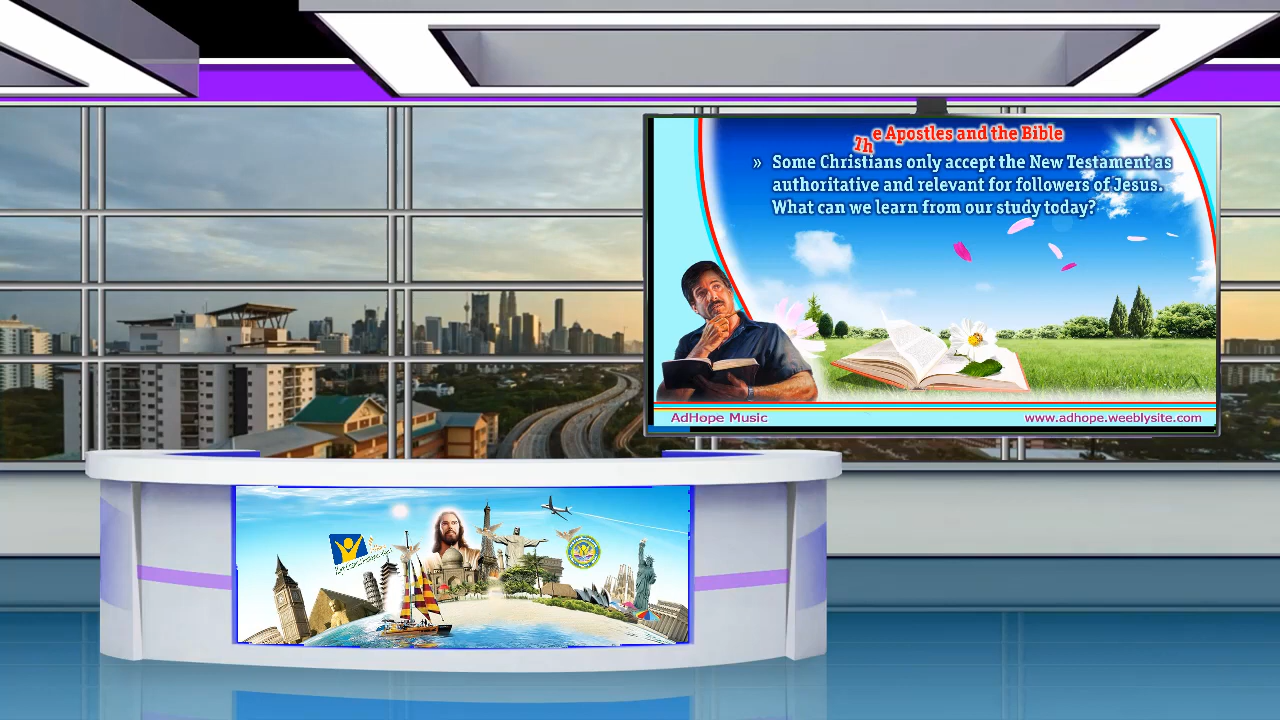 The Apostles and the Bible
» Some Christians only accept the New Testament as
authoritative and relevant for followers of Jesus.
What can we learn from our study today?
AdHope Music
www.adhope.weeblysite.com